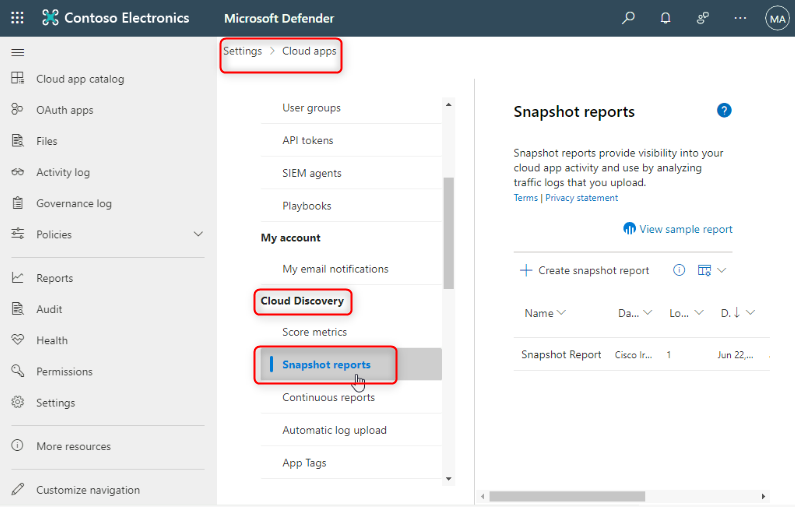 Contoso Electronics
Microsoft Defender
MA
Cloud app catalog
OAuth apps
Files
Activity log
Governance log
Policies
Reports
Audit
Health
Permissions
Settings
More resources
Customize navigation
Settings > Cloud apps
User groups
API tokens
SIEM agents
Playbooks
My account
My email notifications
Cloud Discovery
Score metrics
Snapshot reports
Continuous reports
Automatic log upload
App Tags
Snapshot reports
?
Snapshot reports provide visibility into your
cloud app activity and use by analyzing
traffic logs that you upload.
Terms | Privacy statement
View sample report
Create snapshot report
Name Da... Lo... D.
Snapshot Report Cisco Ir... 1 Jun 22,...